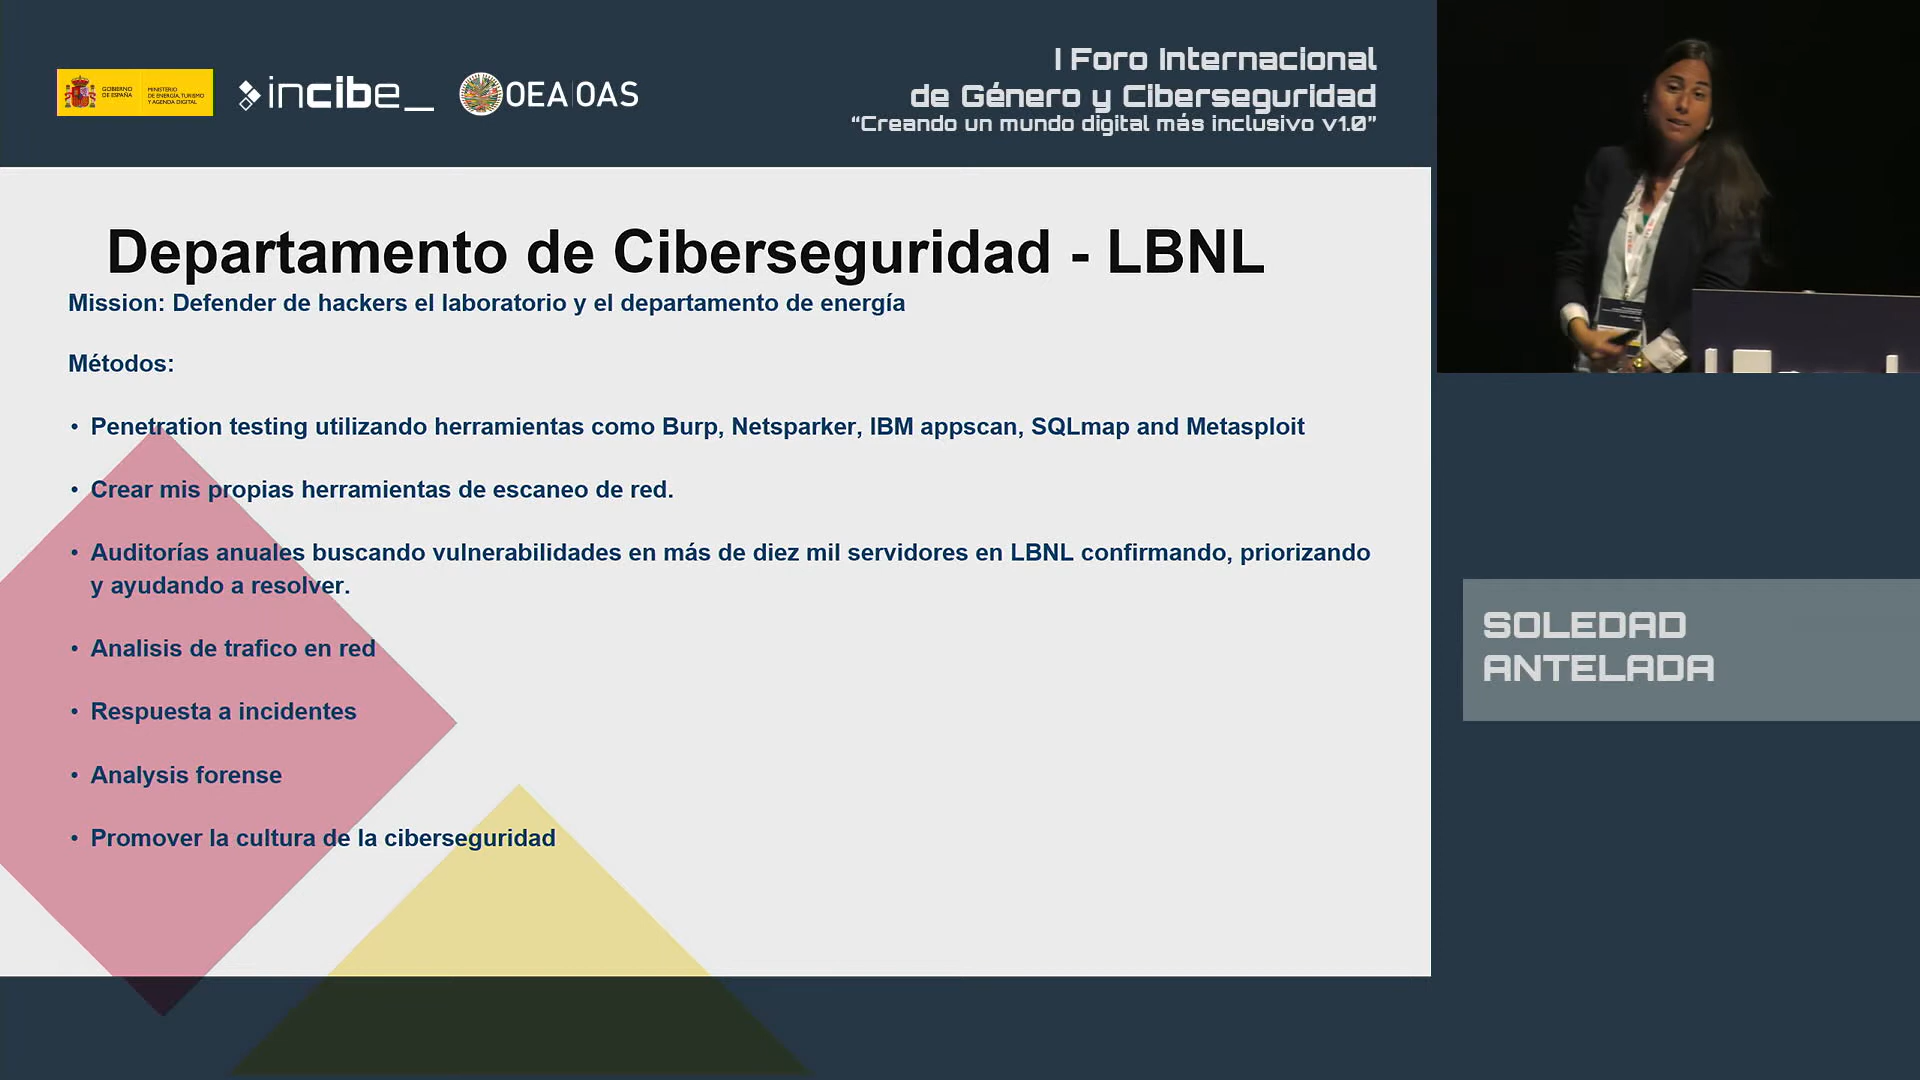 GOBIERNO
DE ESPAÑA
MINISTERIO
DE ENERGÍA, TURISMO
Y AGENDA DIGITAL
incibe_
OEA|OAS
I Foro Internacional
de Género y Ciberseguridad
“Creando un mundo digital más inclusivo v1.0”
Departamento de Ciberseguridad - LBNL
Mission: Defender de hackers el laboratorio y el departamento de energía
Métodos:
• Penetration testing utilizando herramientas como Burp, Netsparker, IBM appscan, SQLmap and Metasploit
• Crear mis propias herramientas de escaneo de red.
• Auditorías anuales buscando vulnerabilidades en más de diez mil servidores en LBNL confirmando, priorizando
y ayudando a resolver.
• Analisis de trafico en red
• Respuesta a incidentes
• Analysis forense
• Promover la cultura de la ciberseguridad
SOLEDAD
ANTELADA